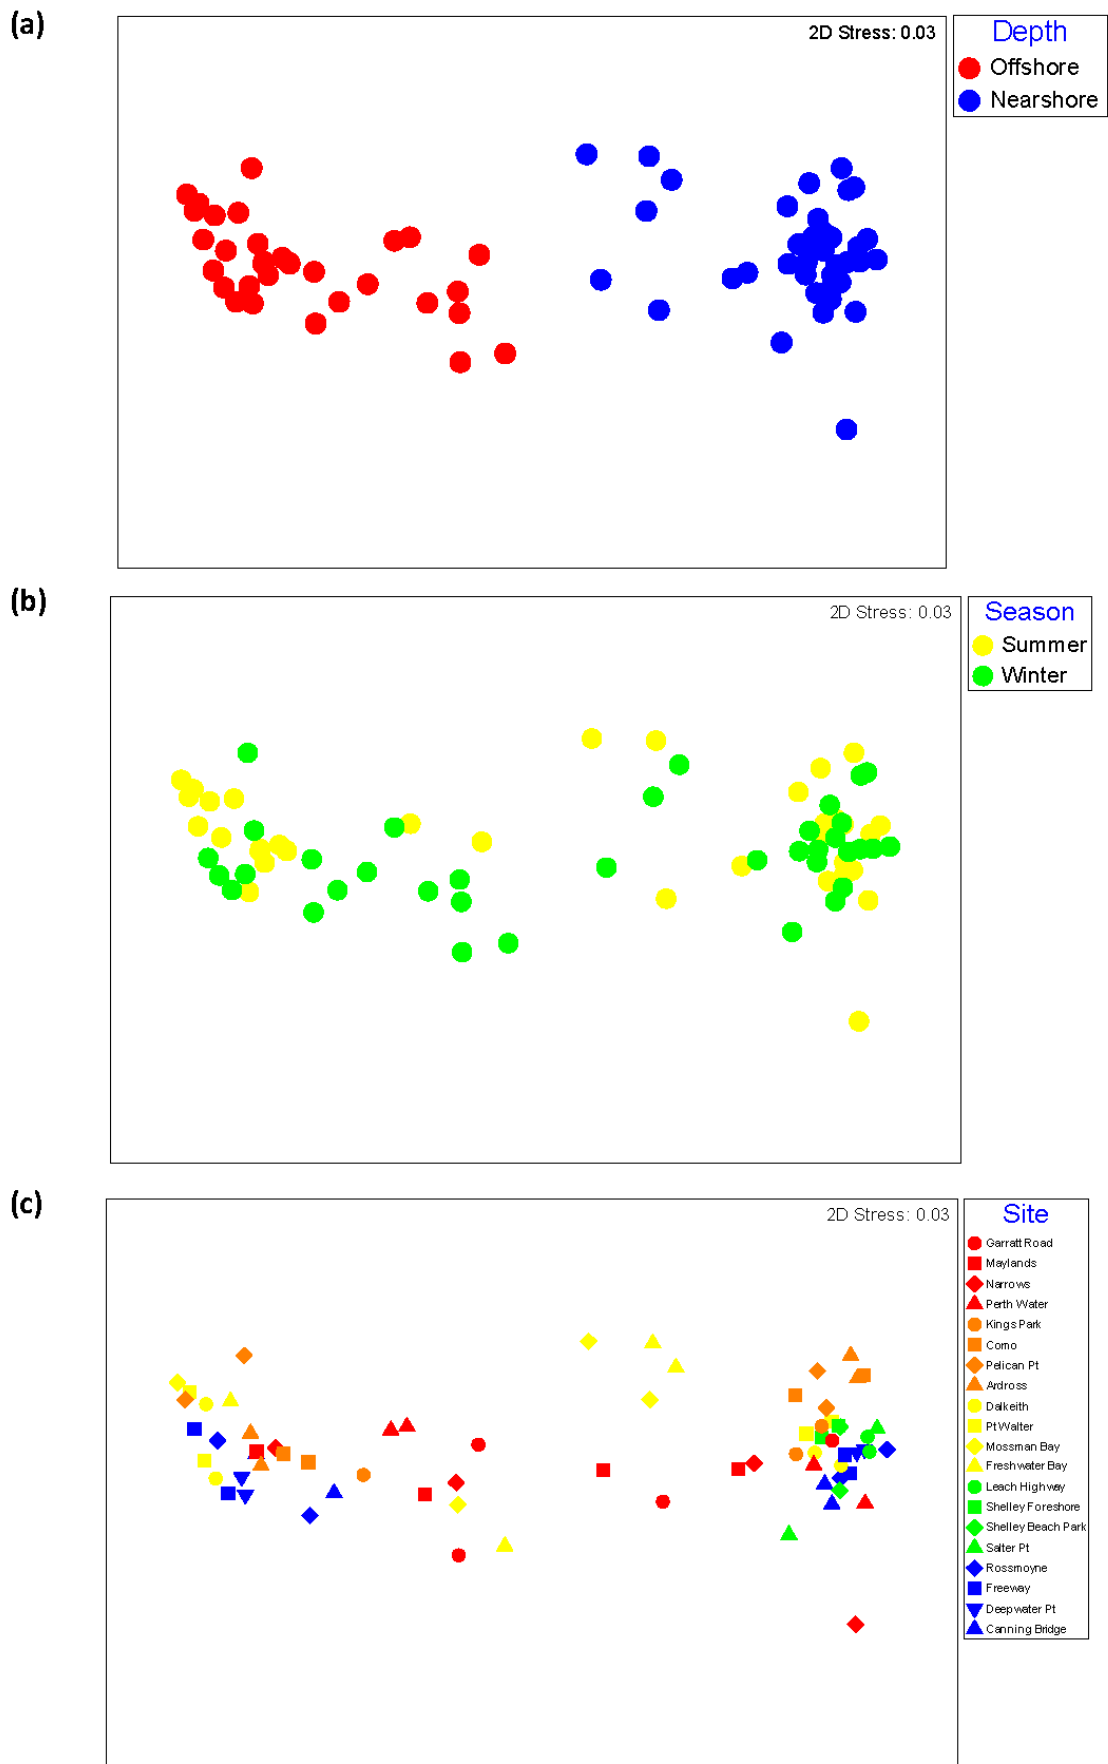 (a)
2D Stress: 0.03
Depth
Offshore
Nearshore
(b)
2D Stress: 0.03
Season
Summer
Winter
(c)
2D Stress: 0.03
Site
Garratt Road
Maylands
Narrows
Perth Water
Kings Park
Como
Pelican Pt
Ardross
Dalkeith
Pt Walter
Mossman Bay
Freshwater Bay
Leach Highway
Shelley Foreshore
Shelley Beach Park
Salter Pt
Rossmoyne
Freeway
Deepwater Pt
Canning Bridge